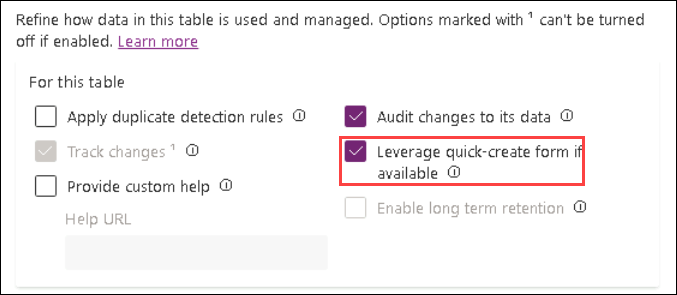 Refine how data in this table is used and managed. Options marked with ¹ can't be turned
off if enabled. Learn more
For this table
Apply duplicate detection rules
Audit changes to its data
Track changes ¹
Leverage quick-create form if
available
Provide custom help
Enable long term retention
Help URL